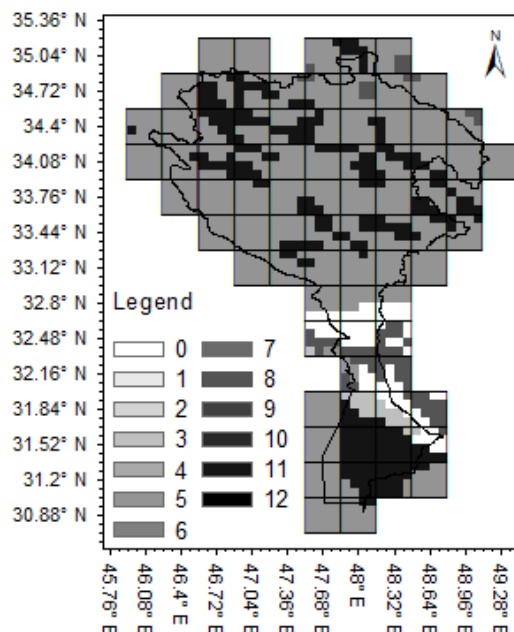 35.36° N
35.04° N
34.72° N
34.4° N
34.08° N
33.76° N
33.44° N
33.12° N
32.8° N
32.48° N
32.16° N
31.84° N
31.52° N
31.2° N
30.88° N
N
Legend
0 7
1 8
2 9
3 10
4 11
5 12
6
45.76° E
46.08° E
46.4° E
46.72° E
47.04° E
47.36° E
47.68° E
48° E
48.32° E
48.64° E
48.96° E
49.28° E